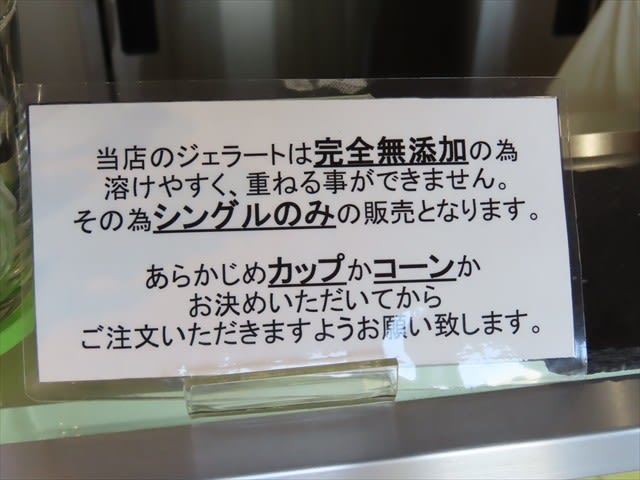 当店のジェラートは完全無添加の為
溶けやすく、重ねる事ができません。
その為シングルのみの販売となります。
あらかじめカップかコーンか
お決めいただいてから
ご注文いただきますようお願い致します。